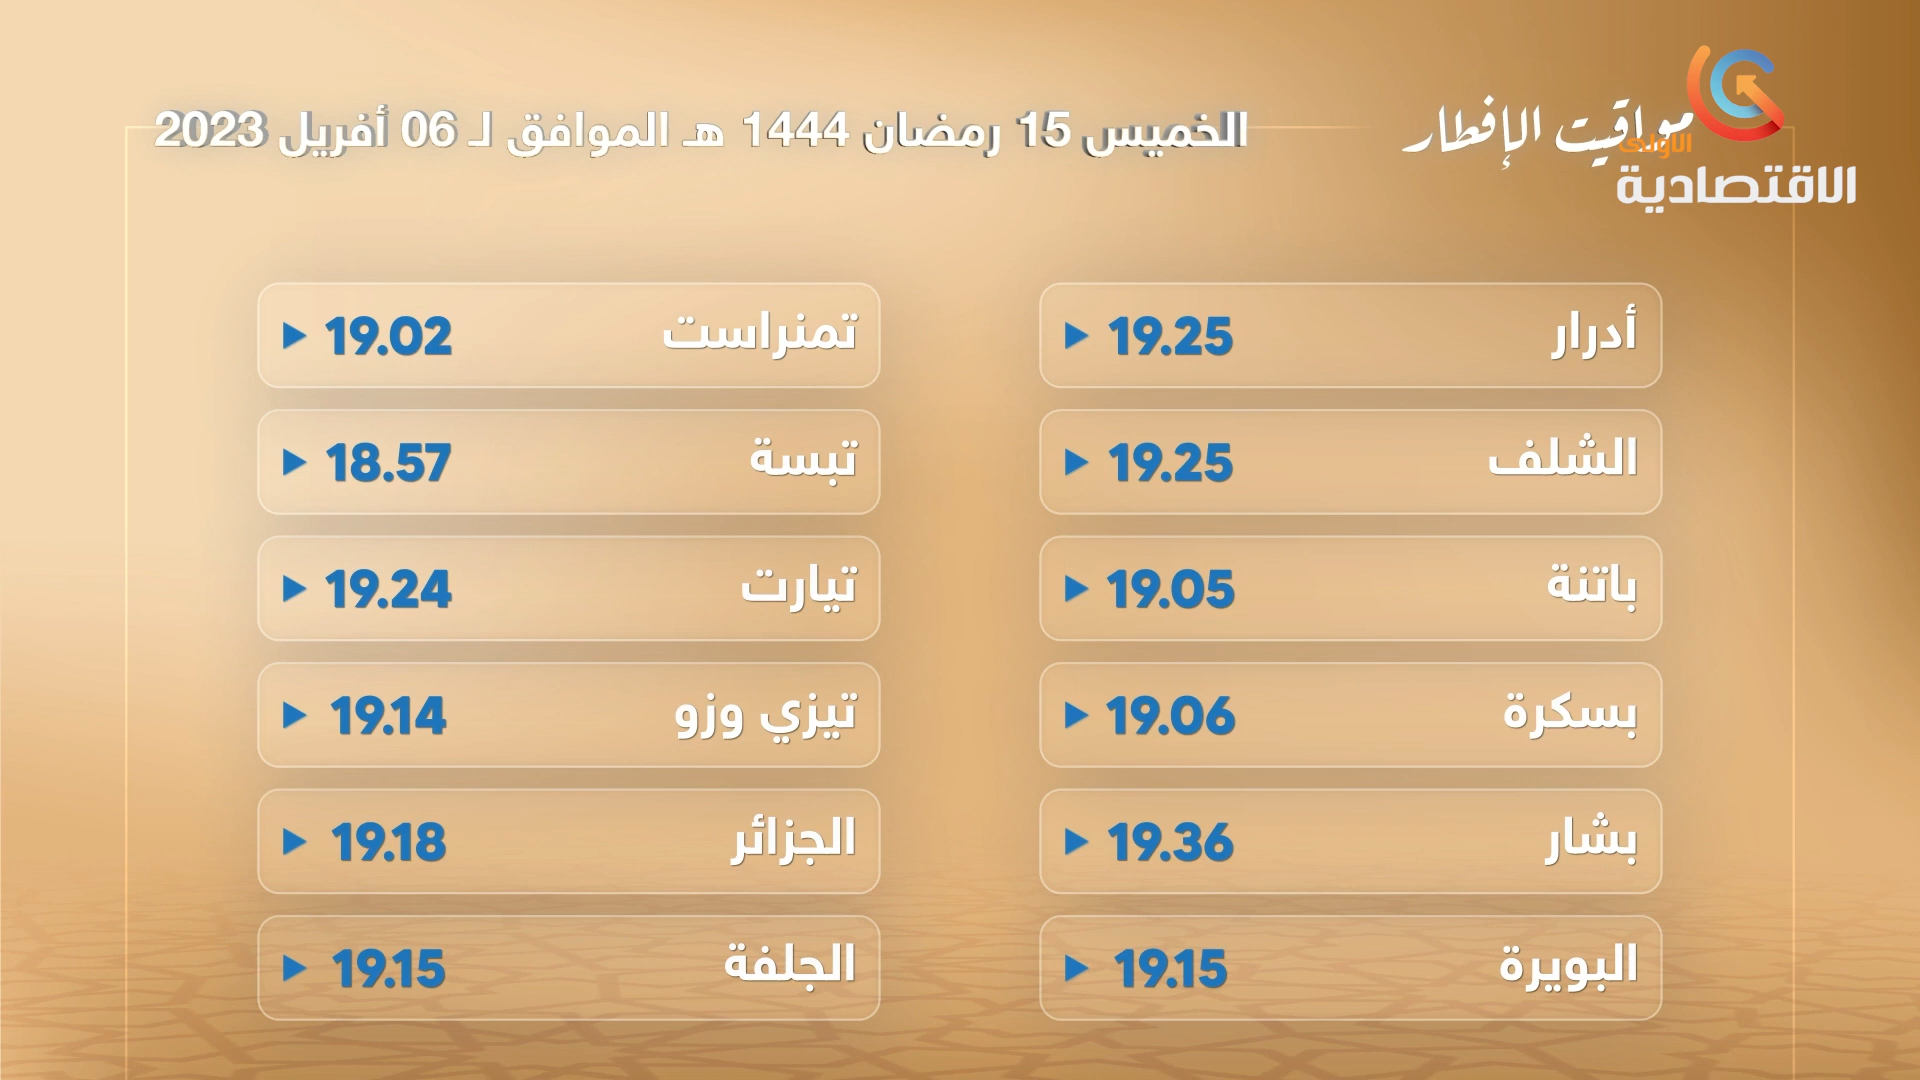 مواقيت الإفطار
الخميس 15 رمضان 1444 هـ الموافق لـ 06 أفريل 2023
الأولى
الاقتصادية
أدرار 19.25
الشلف 19.25
باتنة 19.05
بسكرة 19.06
بشار 19.36
البويرة 19.15
تمنراست 19.02
تبسة 18.57
تيارت 19.24
تيزي وزو 19.14
الجزائر 19.18
الجلفة 19.15